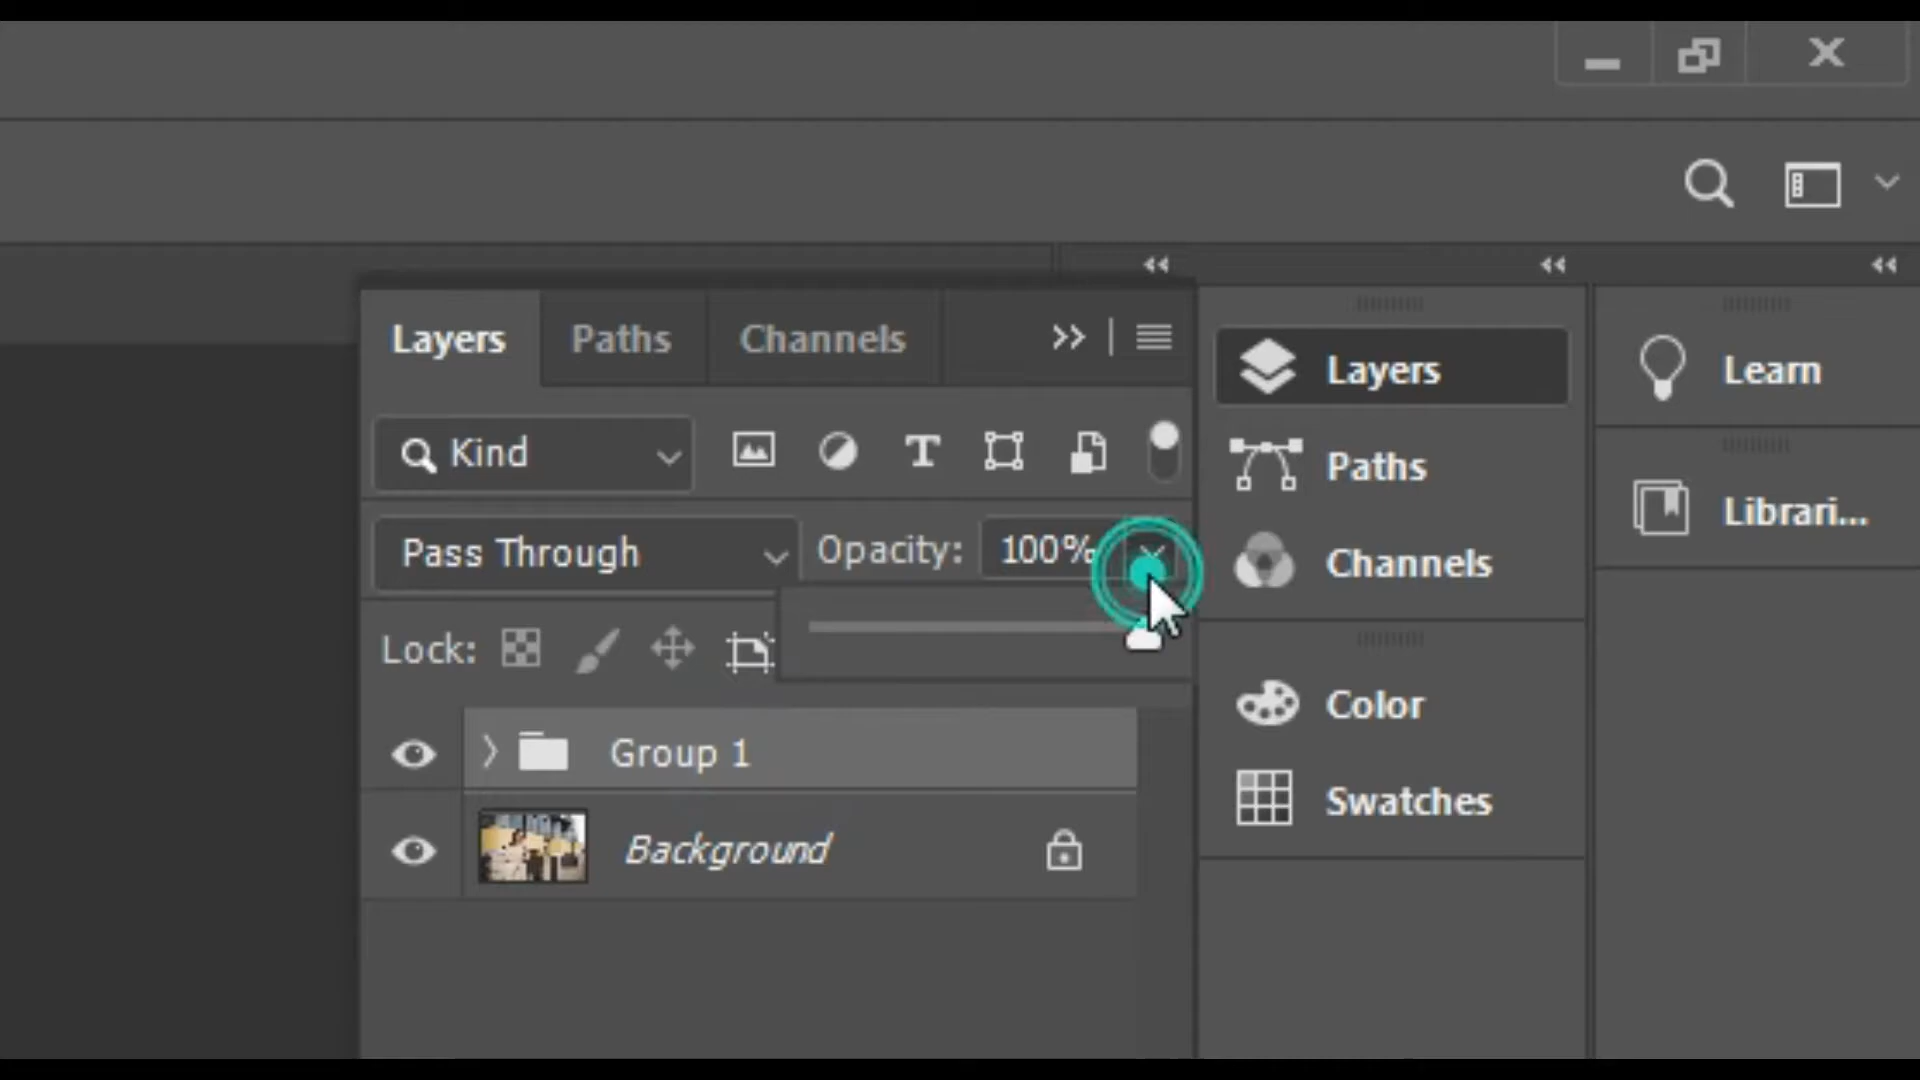 Layers Paths Channels
Kind T
Pass Through Opacity: 100%
Lock:
Group 1
Background
Layers
Paths
Channels
Color
Swatches
Learn
Librari...